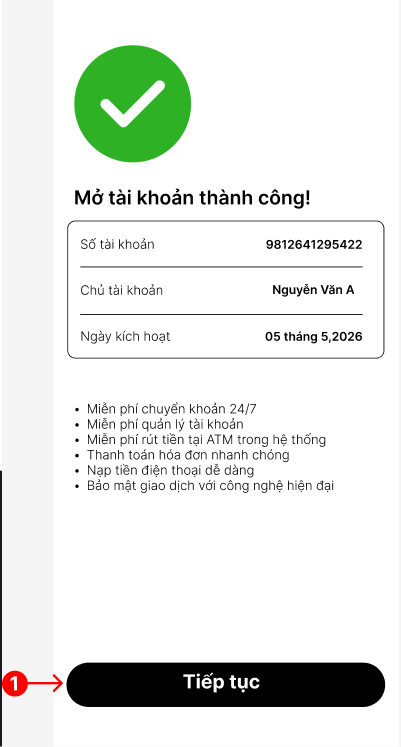 Mở tài khoản thành công!
Số tài khoản 9812641295422
Chủ tài khoản Nguyễn Văn A
Ngày kích hoạt 05 tháng 5,2026
• Miễn phí chuyển khoản 24/7
• Miễn phí quản lý tài khoản
• Miễn phí rút tiền tại ATM trong hệ thống
• Thanh toán hóa đơn nhanh chóng
• Nạp tiền điện thoại dễ dàng
• Bảo mật giao dịch với công nghệ hiện đại
1 Tiếp tục